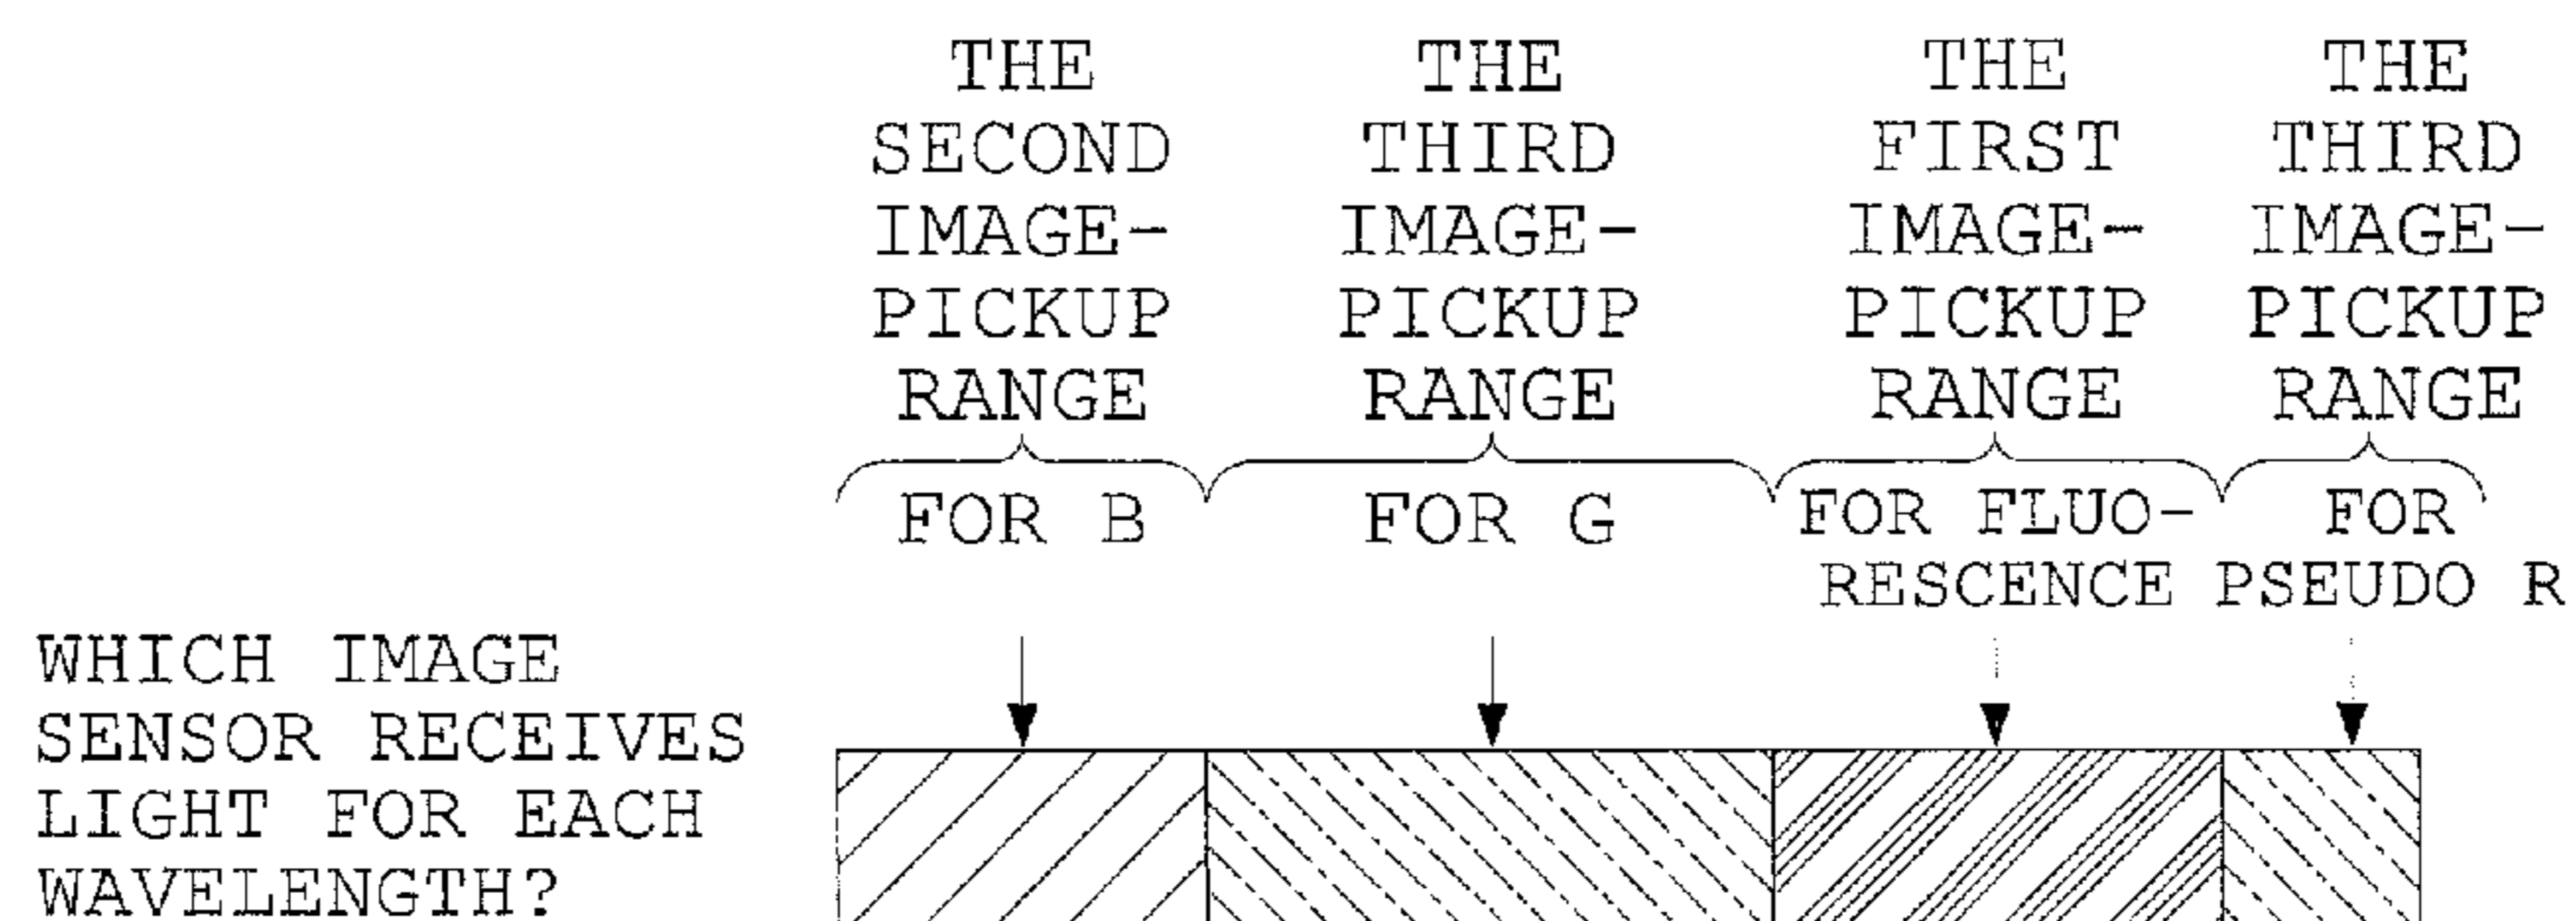 THE
SECOND
IMAGE-
PICKUP
RANGE
FOR B
THE
THIRD
IMAGE-
PICKUP
RANGE
FOR G
THE
FIRST
IMAGE-
PICKUP
RANGE
FOR FLUO-
RESCENCE
THE
THIRD
IMAGE-
PICKUP
RANGE
FOR
PSEUDO R
WHICH IMAGE
SENSOR RECEIVES
LIGHT FOR EACH
WAVELENGTH?